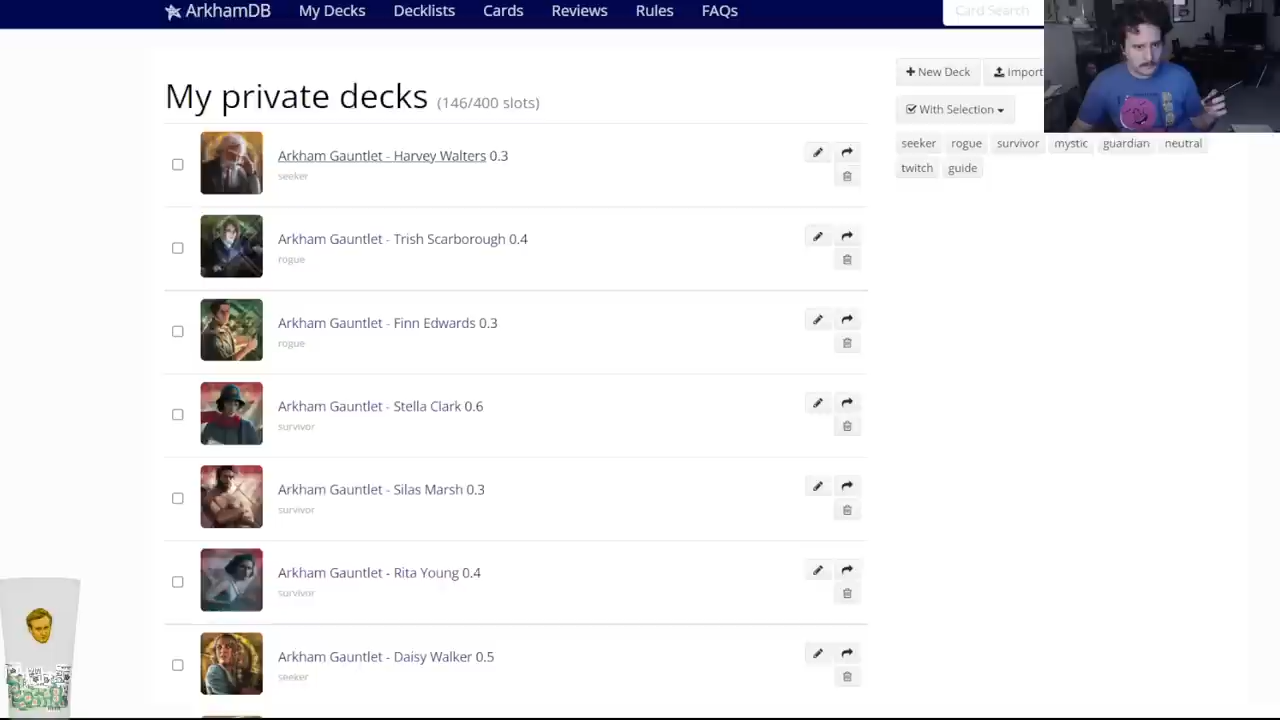 ArkhamDB My Decks Decklists Cards Reviews Rules FAQs Card Search
My private decks (146/400 slots)
New Deck Import
With Selection
seeker rogue survivor mystic guardian neutral
twitch guide
Arkham Gauntlet - Harvey Walters 0.3
seeker
Arkham Gauntlet - Trish Scarborough 0.4
rogue
Arkham Gauntlet - Finn Edwards 0.3
rogue
Arkham Gauntlet - Stella Clark 0.6
survivor
Arkham Gauntlet - Silas Marsh 0.3
survivor
Arkham Gauntlet - Rita Young 0.4
survivor
Arkham Gauntlet - Daisy Walker 0.5
seeker